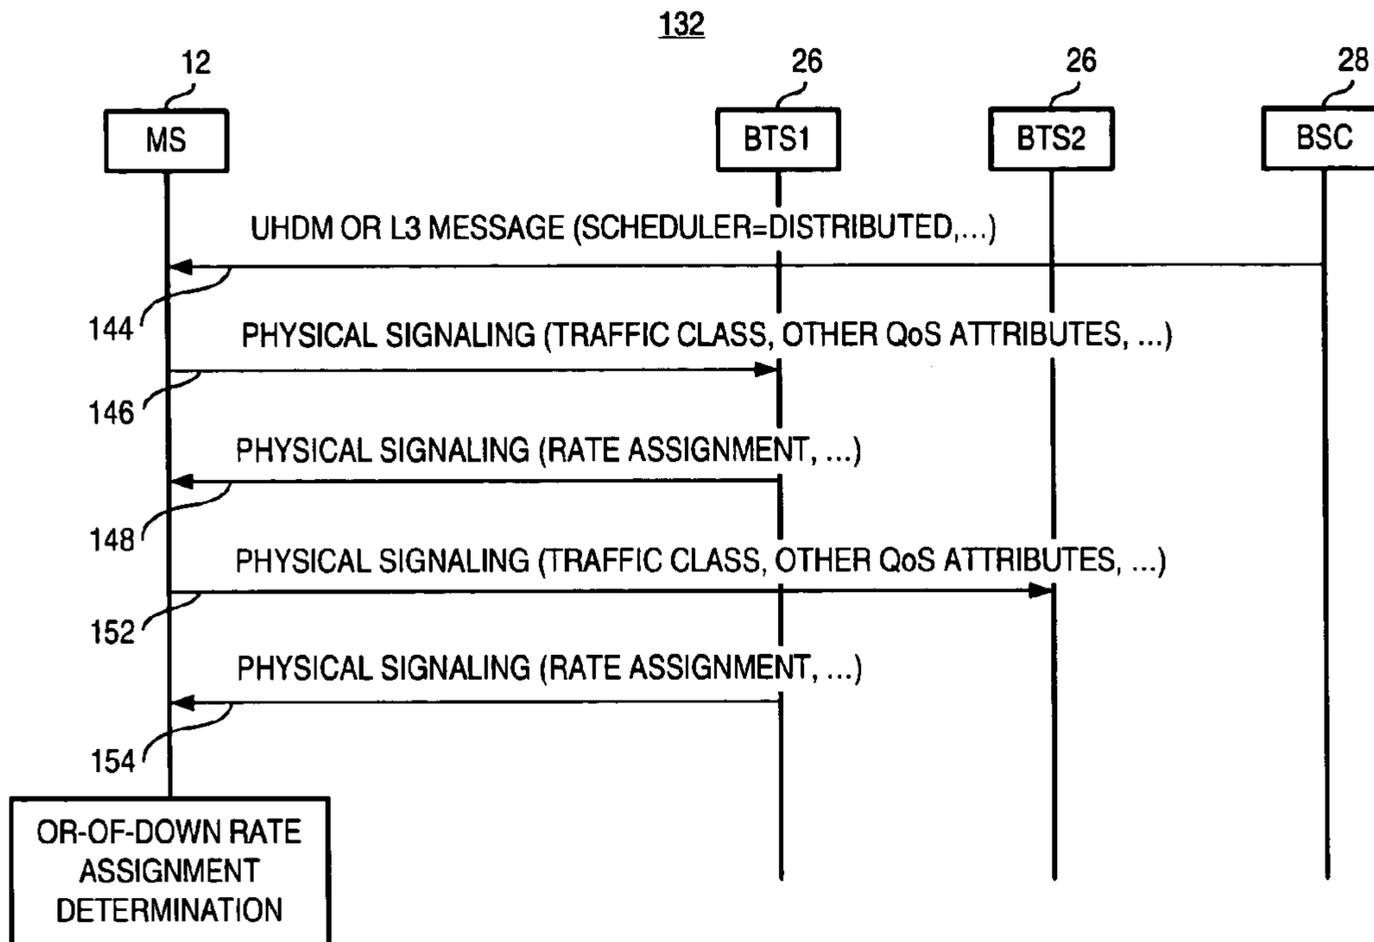 132
12
26
26
28
MS
BTS1
BTS2
BSC
UHDM OR L3 MESSAGE (SCHEDULER=DISTRIBUTED,...)
144
PHYSICAL SIGNALING (TRAFFIC CLASS, OTHER QoS ATTRIBUTES, ...)
146
PHYSICAL SIGNALING (RATE ASSIGNMENT, ...)
148
PHYSICAL SIGNALING (TRAFFIC CLASS, OTHER QoS ATTRIBUTES, ...)
152
PHYSICAL SIGNALING (RATE ASSIGNMENT, ...)
154
OR-OF-DOWN RATE
ASSIGNMENT
DETERMINATION